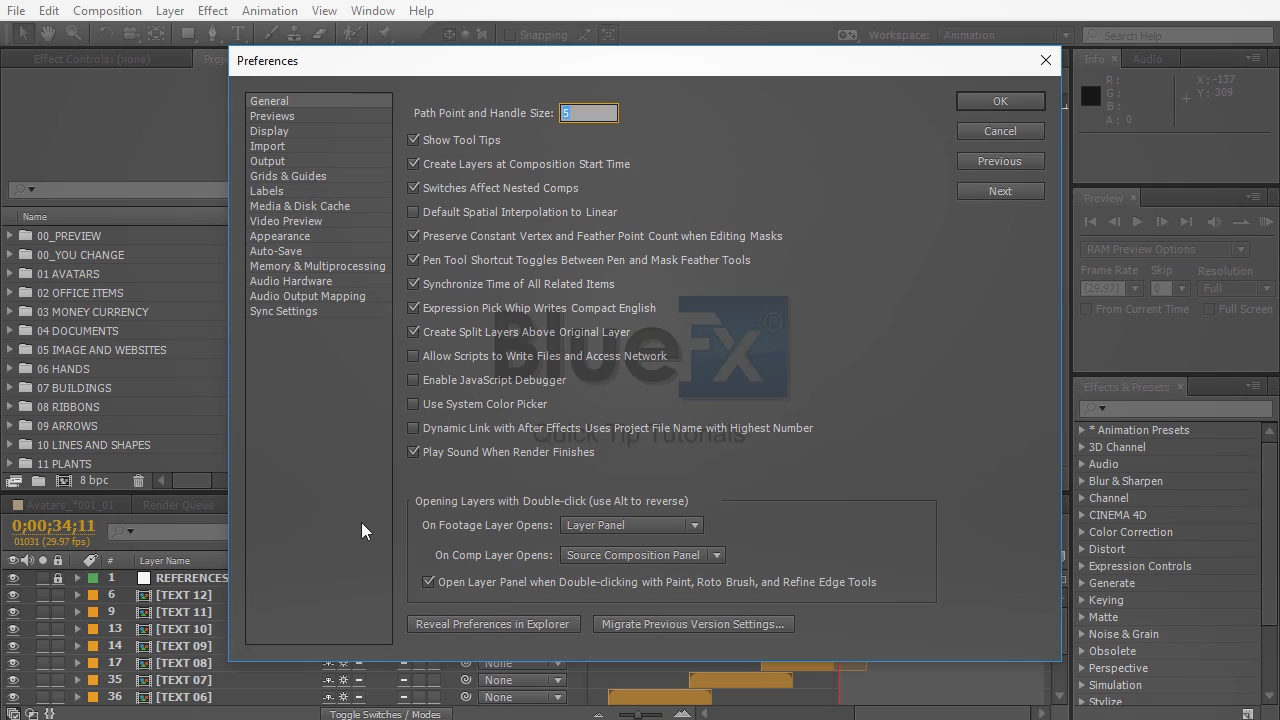 File Edit Composition Layer Effect Animation View Window Help
Snapping Workspace: Animation Search Help
Effect Controls: (none) Proj
Info Audio
R: X: -137
G: Y: 309
B:
A: 0
Preferences
OK
Cancel
Previous
Next
General
Previews
Display
Import
Output
Grids & Guides
Labels
Media & Disk Cache
Video Preview
Appearance
Auto-Save
Memory & Multiprocessing
Audio Hardware
Audio Output Mapping
Sync Settings
Path Point and Handle Size: 5
Show Tool Tips
Create Layers at Composition Start Time
Switches Affect Nested Comps
Default Spatial Interpolation to Linear
Preserve Constant Vertex and Feather Point Count when Editing Masks
Pen Tool Shortcut Toggles Between Pen and Mask Feather Tools
Synchronize Time of All Related Items
Expression Pick Whip Writes Compact English
Create Split Layers Above Original Layer
Allow Scripts to Write Files and Access Network
Enable JavaScript Debugger
Use System Color Picker
Dynamic Link with After Effects Uses Project File Name with Highest Number
Play Sound When Render Finishes
BlueFx®
Quick Tip Tutorials
Opening Layers with Double-click (use Alt to reverse)
On Footage Layer Opens: Layer Panel
On Comp Layer Opens: Source Composition Panel
Open Layer Panel when Double-clicking with Paint, Roto Brush, and Refine Edge Tools
Reveal Preferences in Explorer Migrate Previous Version Settings...
Name
00_PREVIEW
00_YOU CHANGE
01 AVATARS
02 OFFICE ITEMS
03 MONEY CURRENCY
04 DOCUMENTS
05 IMAGE AND WEBSITES
06 HANDS
07 BUILDINGS
08 RIBBONS
09 ARROWS
10 LINES AND SHAPES
11 PLANTS
8 bpc
Preview
RAM Preview Options
Frame Rate Skip Resolution
(29.97) 0 Full
From Current Time Full Screen
Effects & Presets
* Animation Presets
3D Channel
Audio
Blur & Sharpen
Channel
CINEMA 4D
Color Correction
Distort
Expression Controls
Generate
Keying
Matte
Noise & Grain
Obsolete
Perspective
Simulation
Stylize
Avatars_*001_01 Render Queue
0;00;34;11
01031 (29.97 fps)
# Layer Name
1 REFERENCES
6 [TEXT 12]
9 [TEXT 11]
13 [TEXT 10]
14 [TEXT 09]
17 [TEXT 08] None
35 [TEXT 07] None
36 [TEXT 06] None
Toggle Switches / Modes